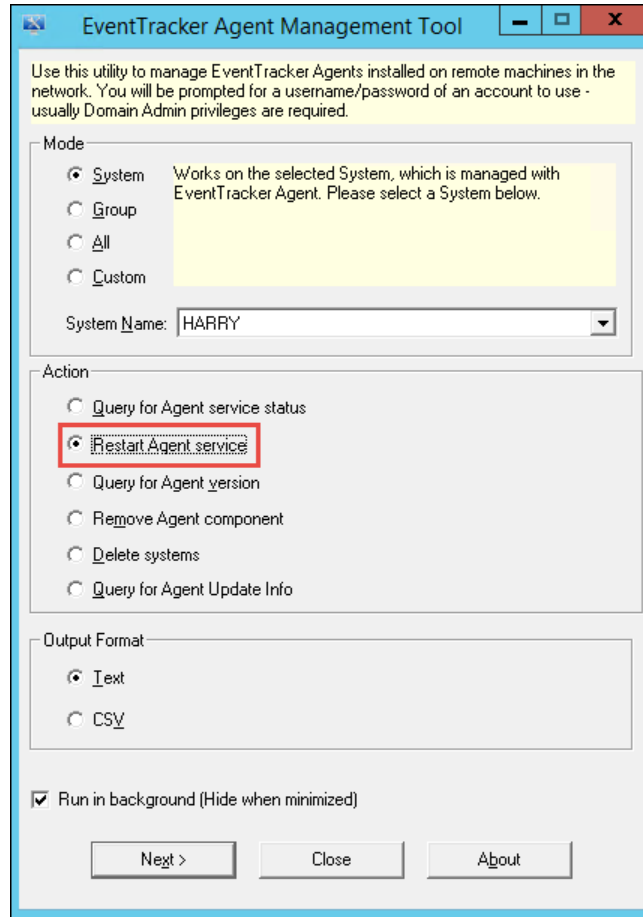 EventTracker Agent Management Tool
Use this utility to manage EventTracker Agents installed on remote machines in the
network. You will be prompted for a username/password of an account to use -
usually Domain Admin privileges are required.
Mode
System
Works on the selected System, which is managed with
EventTracker Agent. Please select a System below.
Group
All
Custom
System Name: HARRY
Action
Query for Agent service status
Restart Agent service
Query for Agent version
Remove Agent component
Delete systems
Query for Agent Update Info
Output Format
Text
CSV
Run in background (Hide when minimized)
Next > Close About